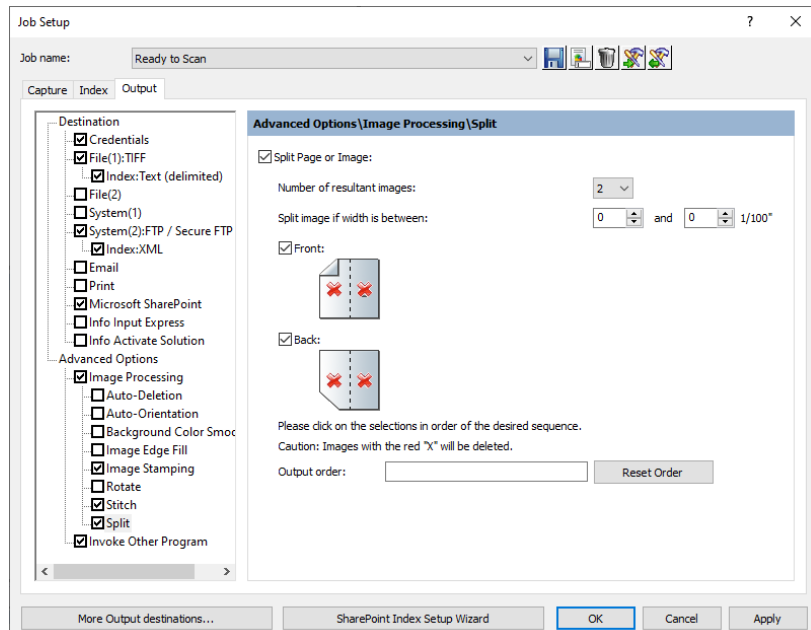 Job Setup
?
Job name:
Ready to Scan
Capture
Index
Output
Destination
Credentials
File(1):TIFF
Index:Text (delimited)
File(2)
System(1)
System(2):FTP / Secure FTP
Index:XML
Email
Print
Microsoft SharePoint
Info Input Express
Info Activate Solution
Advanced Options
Image Processing
Auto-Deletion
Auto-Orientation
Background Color Smoo
Image Edge Fill
Image Stamping
Rotate
Stitch
Split
Invoke Other Program
Advanced Options\Image Processing\Split
Split Page or Image:
Number of resultant images: 2
Split image if width is between: 0 and 0 1/100"
Front:
Back:
Please click on the selections in order of the desired sequence.
Caution: Images with the red "X" will be deleted.
Output order:
Reset Order
More Output destinations...
SharePoint Index Setup Wizard
OK
Cancel
Apply